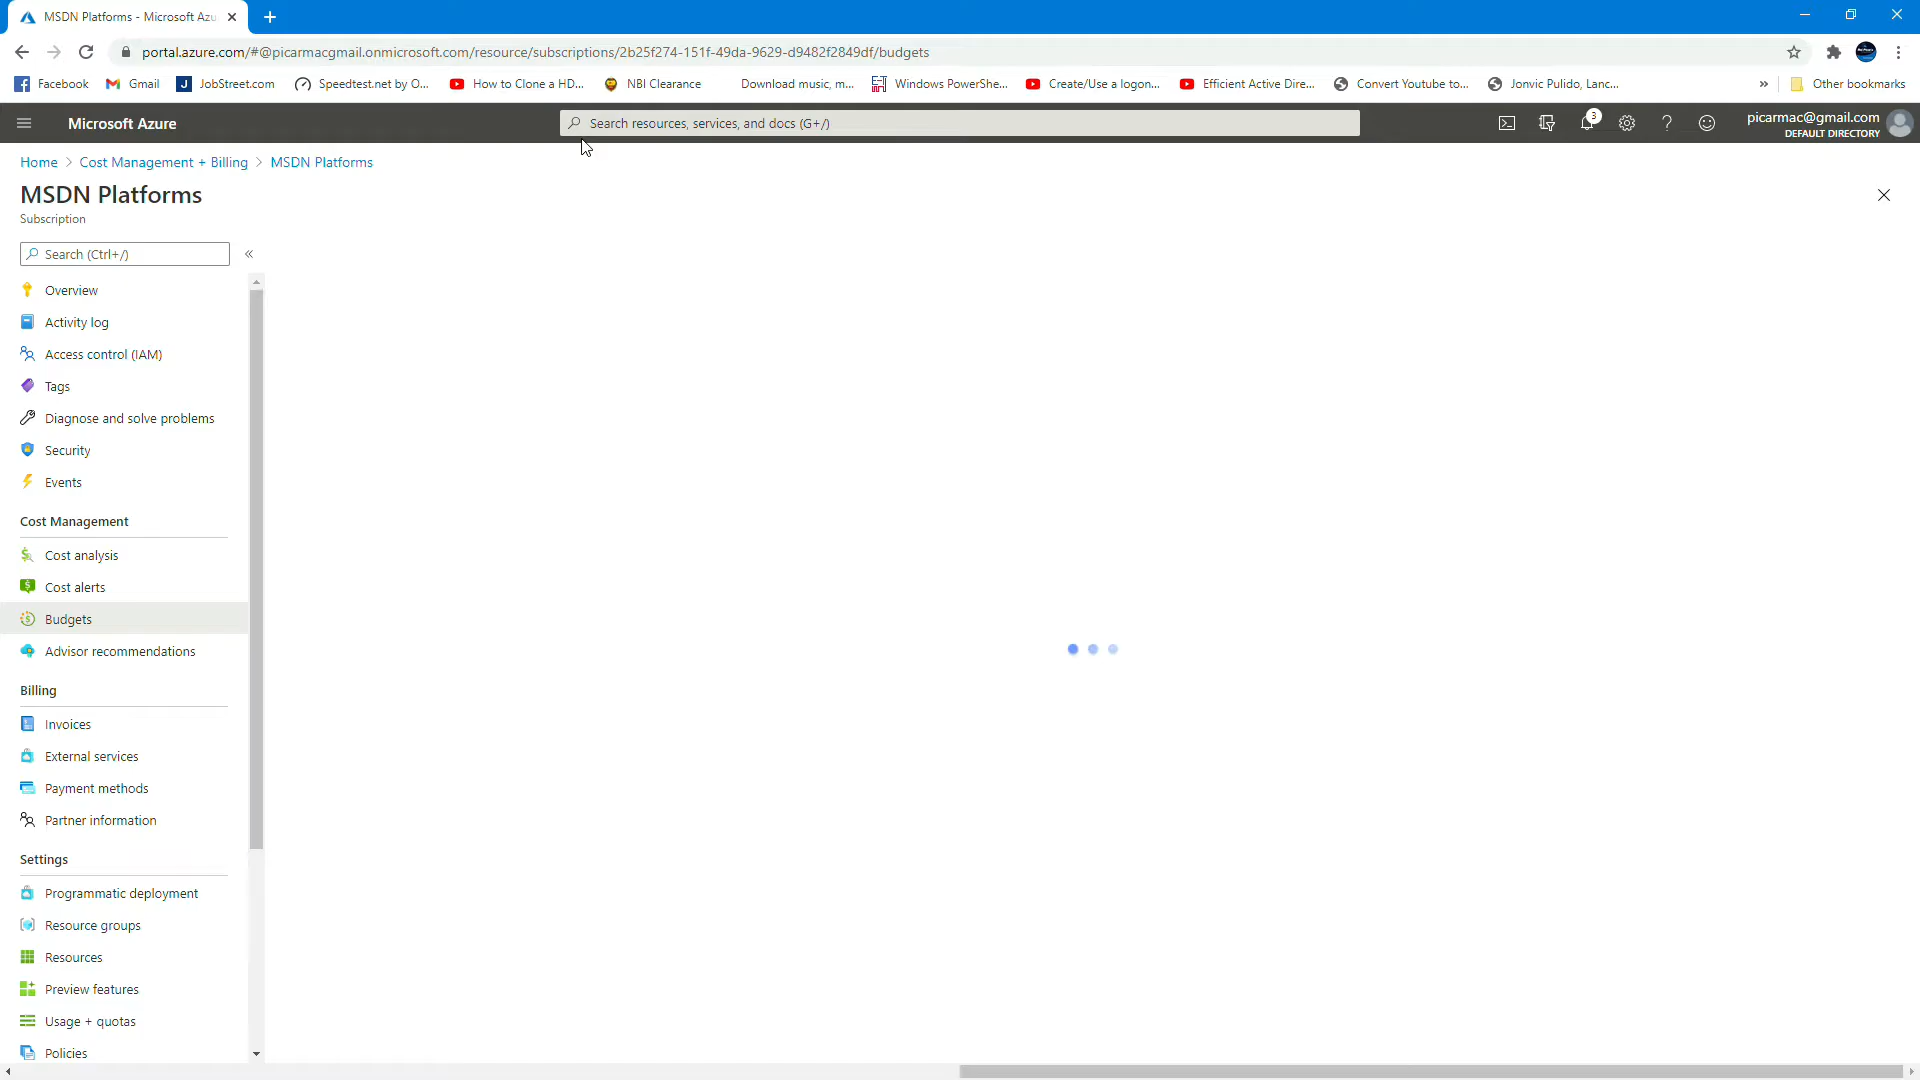 MSDN Platforms - Microsoft Azu
portal.azure.com/#@picarmacgmail.onmicrosoft.com/resource/subscriptions/2b25f274-151f-49da-9629-d9482f2849df/budgets
Facebook
Gmail
JobStreet.com
Speedtest.net by O...
How to Clone a HD...
NBI Clearance
Download music, m...
Windows PowerShe...
Create/Use a logon...
Efficient Active Dire...
Convert Youtube to...
Jonvic Pulido, Lanc...
»
Other bookmarks
Microsoft Azure
Search resources, services, and docs (G+/)
3
picarmac@gmail.com
DEFAULT DIRECTORY
Home > Cost Management + Billing > MSDN Platforms
MSDN Platforms
Subscription
Search (Ctrl+/)
«
Overview
Activity log
Access control (IAM)
Tags
Diagnose and solve problems
Security
Events
Cost Management
Cost analysis
Cost alerts
Budgets
Advisor recommendations
Billing
Invoices
External services
Payment methods
Partner information
Settings
Programmatic deployment
Resource groups
Resources
Preview features
Usage + quotas
Policies